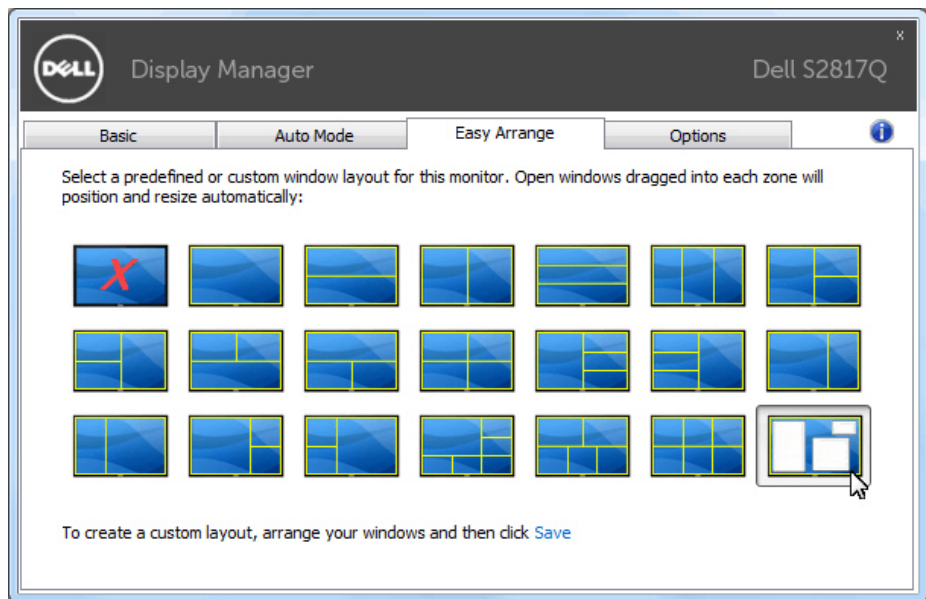 x
DELL
Display Manager
Dell S2817Q
Basic
Auto Mode
Easy Arrange
Options
i
Select a predefined or custom window layout for this monitor. Open windows dragged into each zone will
position and resize automatically:
X
To create a custom layout, arrange your windows and then click Save